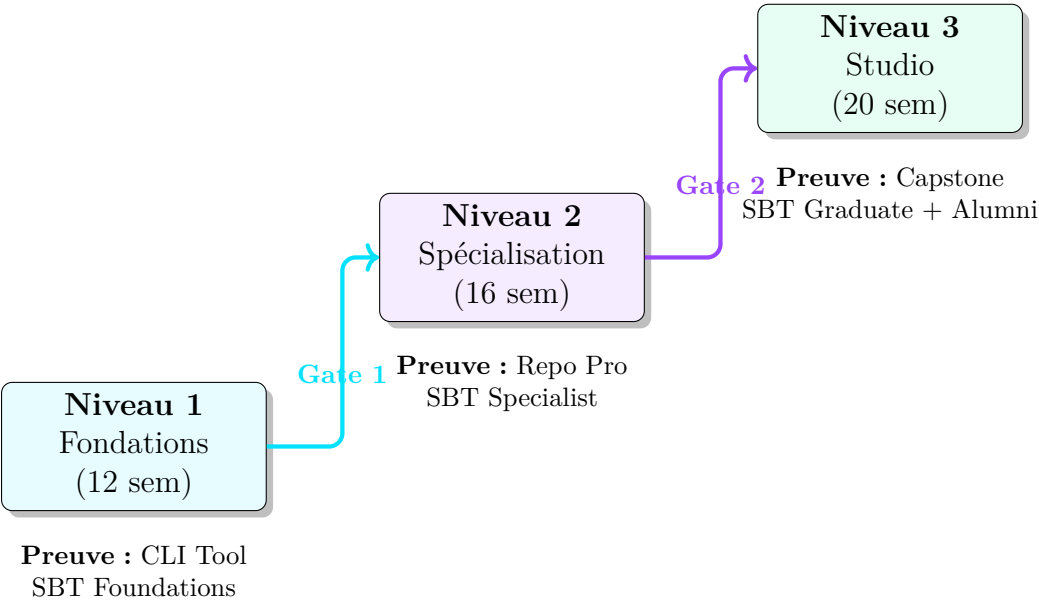 Niveau 3
Studio
(20 sem)
Gate 2
Preuve : Capstone
SBT Graduate + Alumni
Niveau 2
Spécialisation
(16 sem)
Gate 1
Preuve : Repo Pro
SBT Specialist
Niveau 1
Fondations
(12 sem)
Preuve : CLI Tool
SBT Foundations